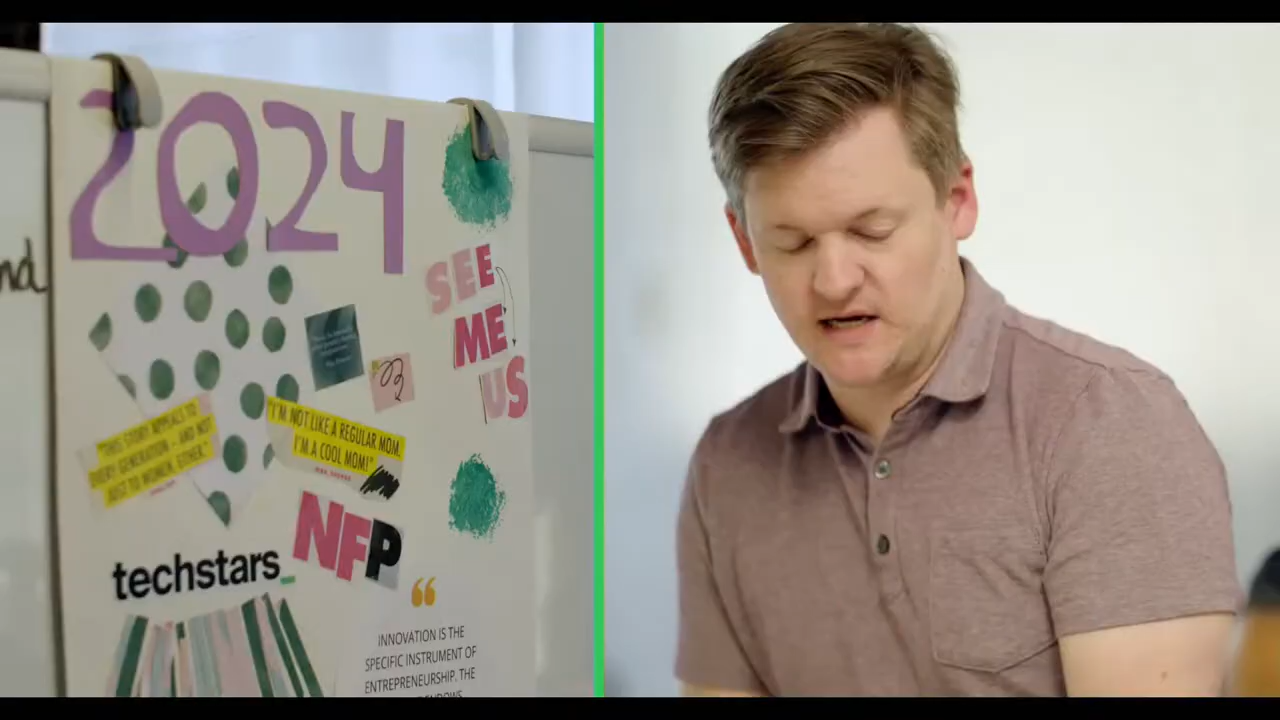 nd
2024
SEE
ME
US
"THIS STORY APPEALS TO
EVERY GENERATION – AND NOT
JUST TO WOMEN, EITHER."
"I'M NOT LIKE A REGULAR MOM.
I'M A COOL MOM!"
NFP
techstars_
“
INNOVATION IS THE
SPECIFIC INSTRUMENT OF
ENTREPRENEURSHIP. THE